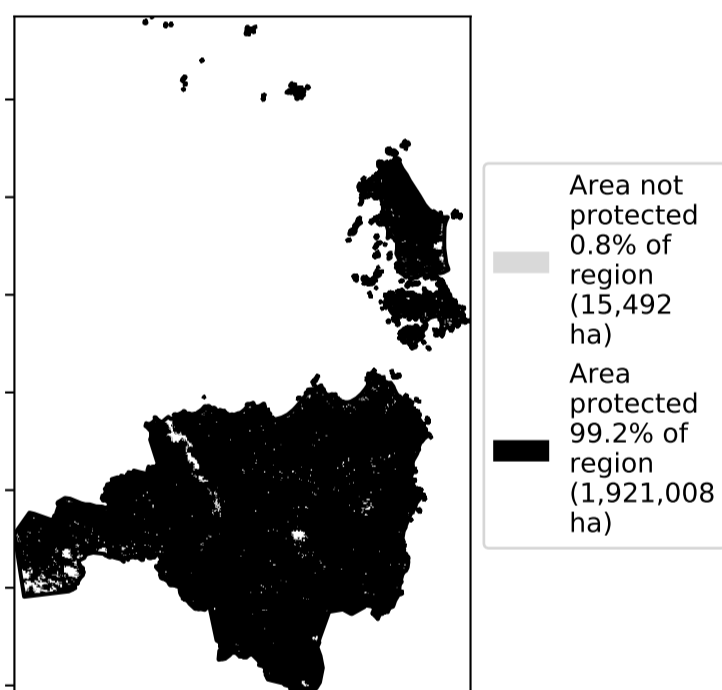 Area not
protected
0.8% of
region
(15,492
ha)
Area
protected
99.2% of
region
(1,921,008
ha)